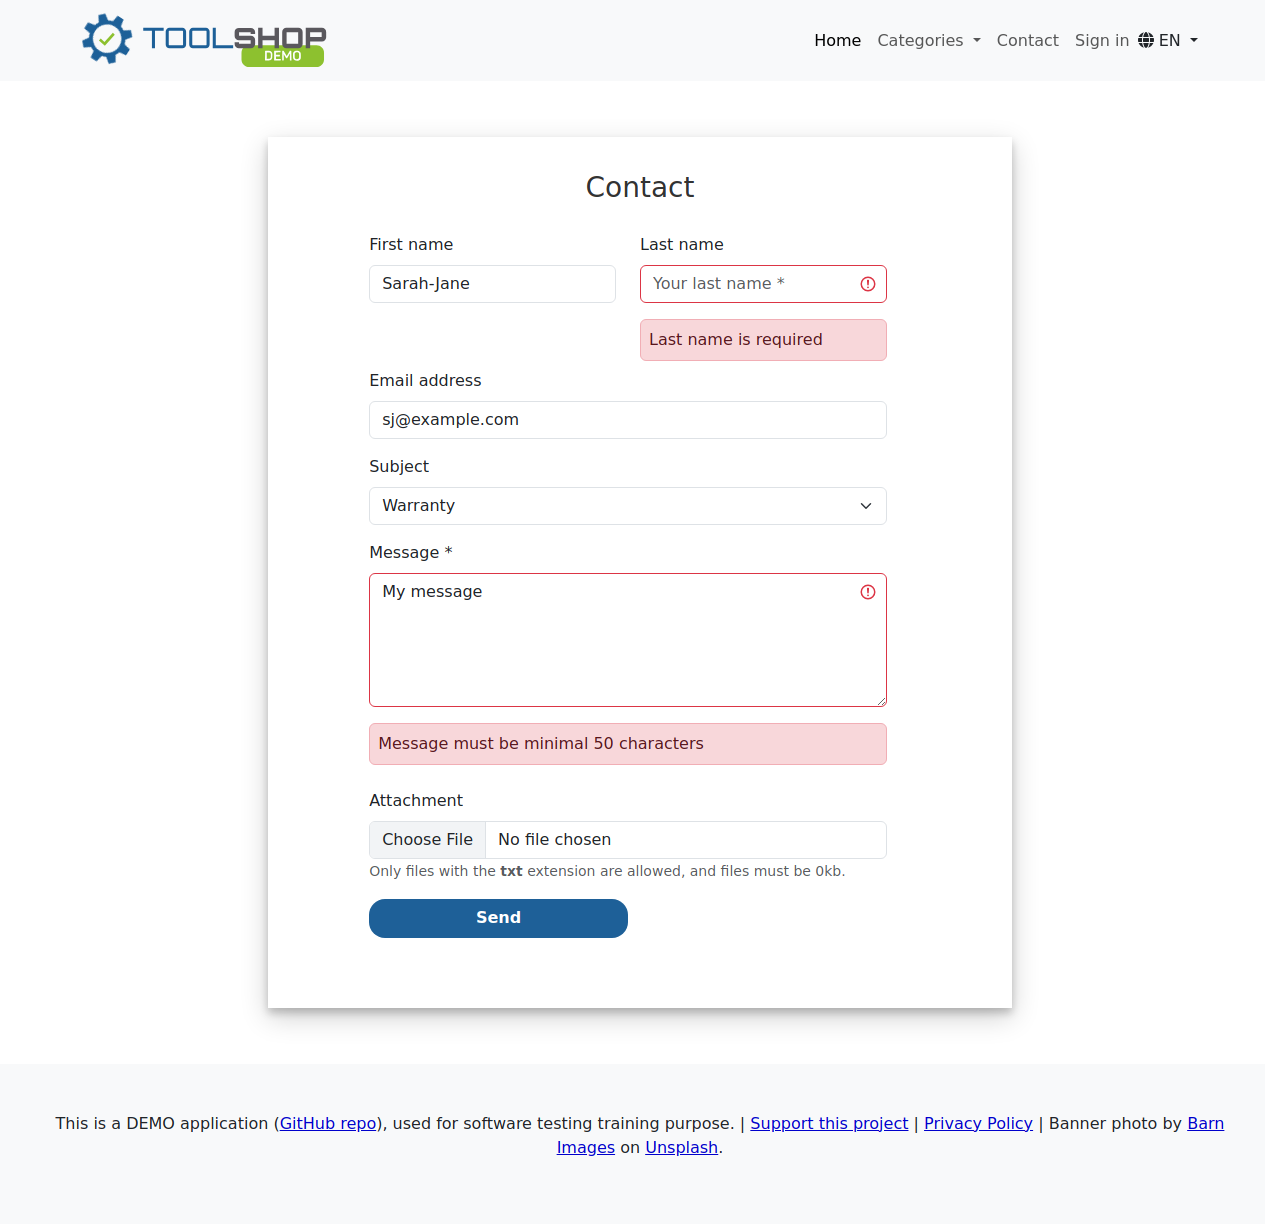 TOOLSHOP
DEMO
Home Categories Contact Sign in EN
Contact
First name Last name
Sarah-Jane Your last name *
Last name is required
Email address
sj@example.com
Subject
Warranty
Message *
My message
Message must be minimal 50 characters
Attachment
Choose File No file chosen
Only files with the txt extension are allowed, and files must be 0kb.
Send
This is a DEMO application (GitHub repo), used for software testing training purpose. | Support this project | Privacy Policy | Banner photo by Barn
Images on Unsplash.